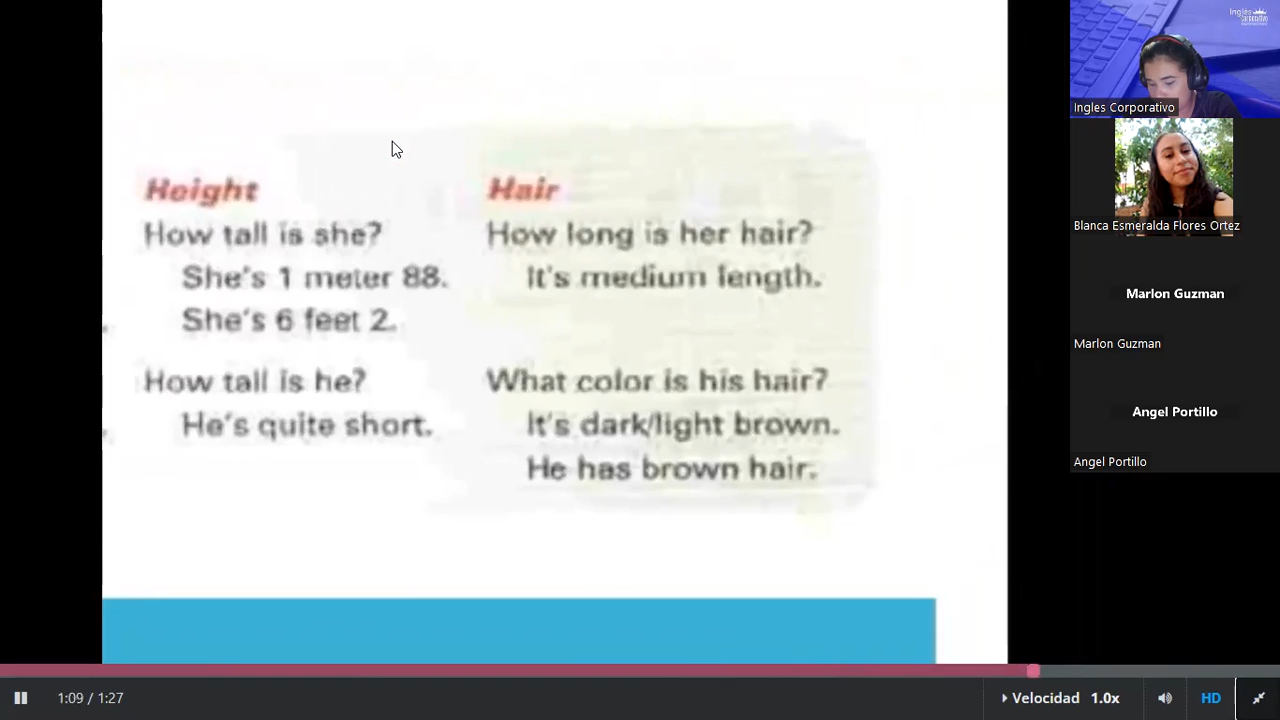 Height
How tall is she?
She's 1 meter 88.
She's 6 feet 2.
How tall is he?
He's quite short.
Hair
How long is her hair?
It's medium length.
What color is his hair?
It's dark/light brown.
He has brown hair.
Ingles
corporativo
Ingles Corporativo
Blanca Esmeralda Flores Ortez
Marlon Guzman
Marlon Guzman
Angel Portillo
Angel Portillo
1:09 / 1:27
Velocidad 1.0x
HD